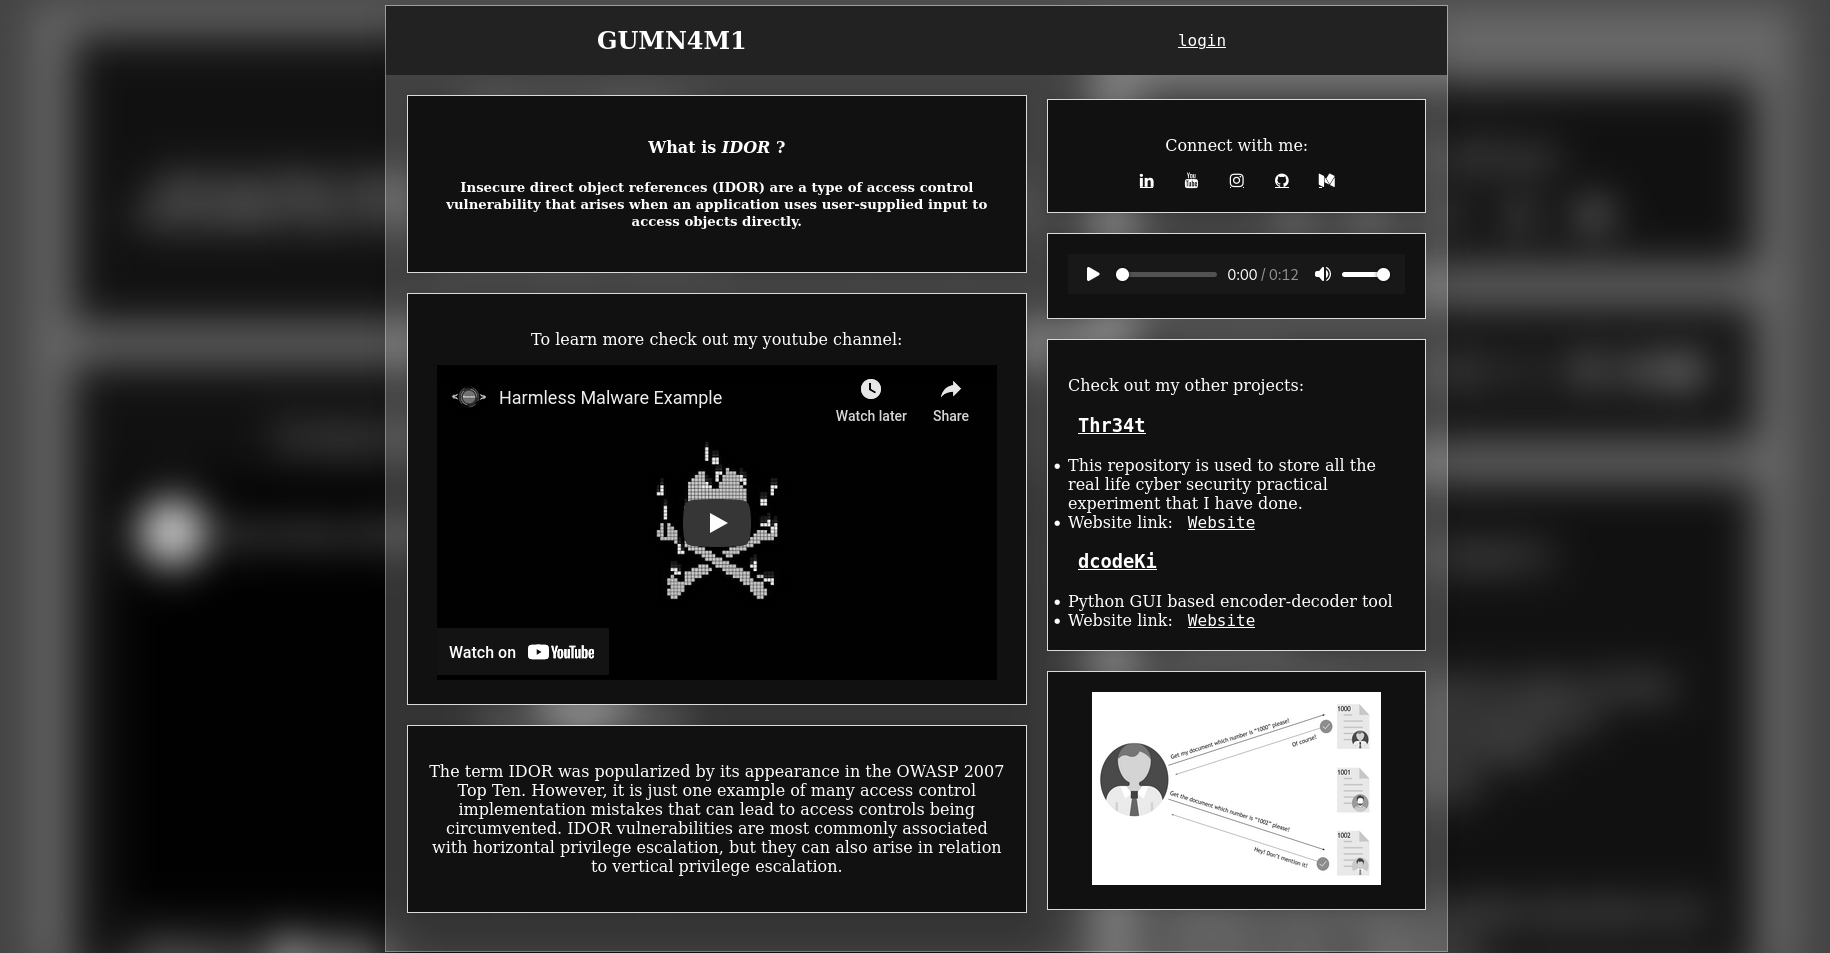 GUMN4M1
login
What is IDOR ?
Insecure direct object references (IDOR) are a type of access control
vulnerability that arises when an application uses user-supplied input to
access objects directly.
To learn more check out my youtube channel:
Harmless Malware Example
Watch later
Share
Watch on YouTube
The term IDOR was popularized by its appearance in the OWASP 2007
Top Ten. However, it is just one example of many access control
implementation mistakes that can lead to access controls being
circumvented. IDOR vulnerabilities are most commonly associated
with horizontal privilege escalation, but they can also arise in relation
to vertical privilege escalation.
Connect with me:
in
You Tube
0:00 / 0:12
Check out my other projects:
Thr34t
• This repository is used to store all the
real life cyber security practical
experiment that I have done.
• Website link: Website
dcodeKi
• Python GUI based encoder-decoder tool
• Website link: Website
1000
Get my document which number is "1000" please!
Of course!
1001
Get the document which number is "1002" please!
1002
Hey! Don't mention it!